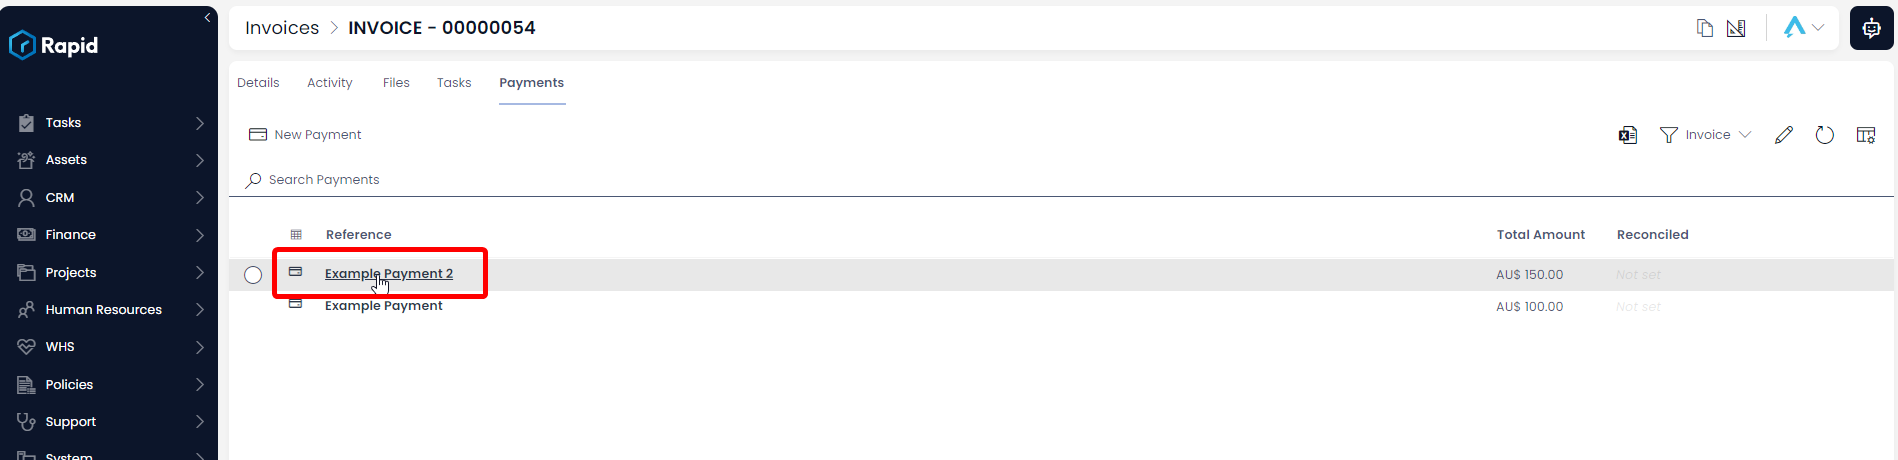 Rapid
Invoices > INVOICE - 00000054
Details Activity Files Tasks Payments
New Payment
Invoice
Search Payments
Reference Total Amount Reconciled
Example Payment 2 AU$ 150.00 Not set
Example Payment AU$ 100.00 Not set
Tasks
Assets
CRM
Finance
Projects
Human Resources
WHS
Policies
Support
System